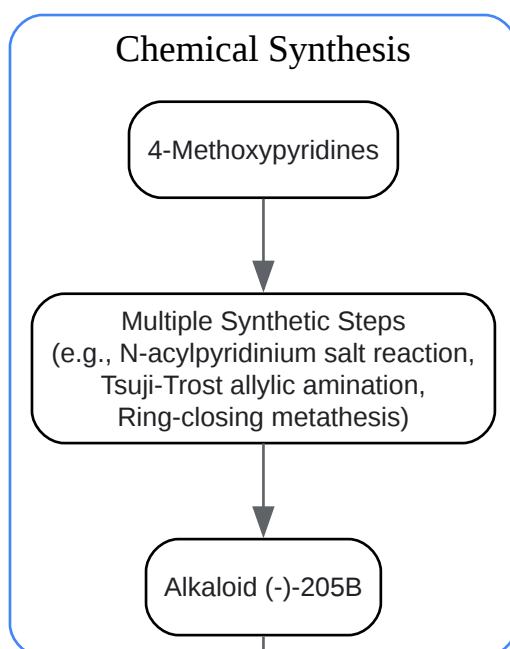 Chemical Synthesis
4-Methoxypyridines
Multiple Synthetic Steps
(e.g., N-acylpyridinium salt reaction,
Tsuji-Trost allylic amination,
Ring-closing metathesis)
Alkaloid (-)-205B